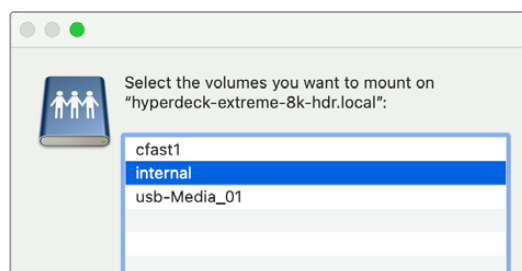 Select the volumes you want to mount on
“hyperdeck-extreme-8k-hdr.local”:
cfast1
internal
usb-Media_01